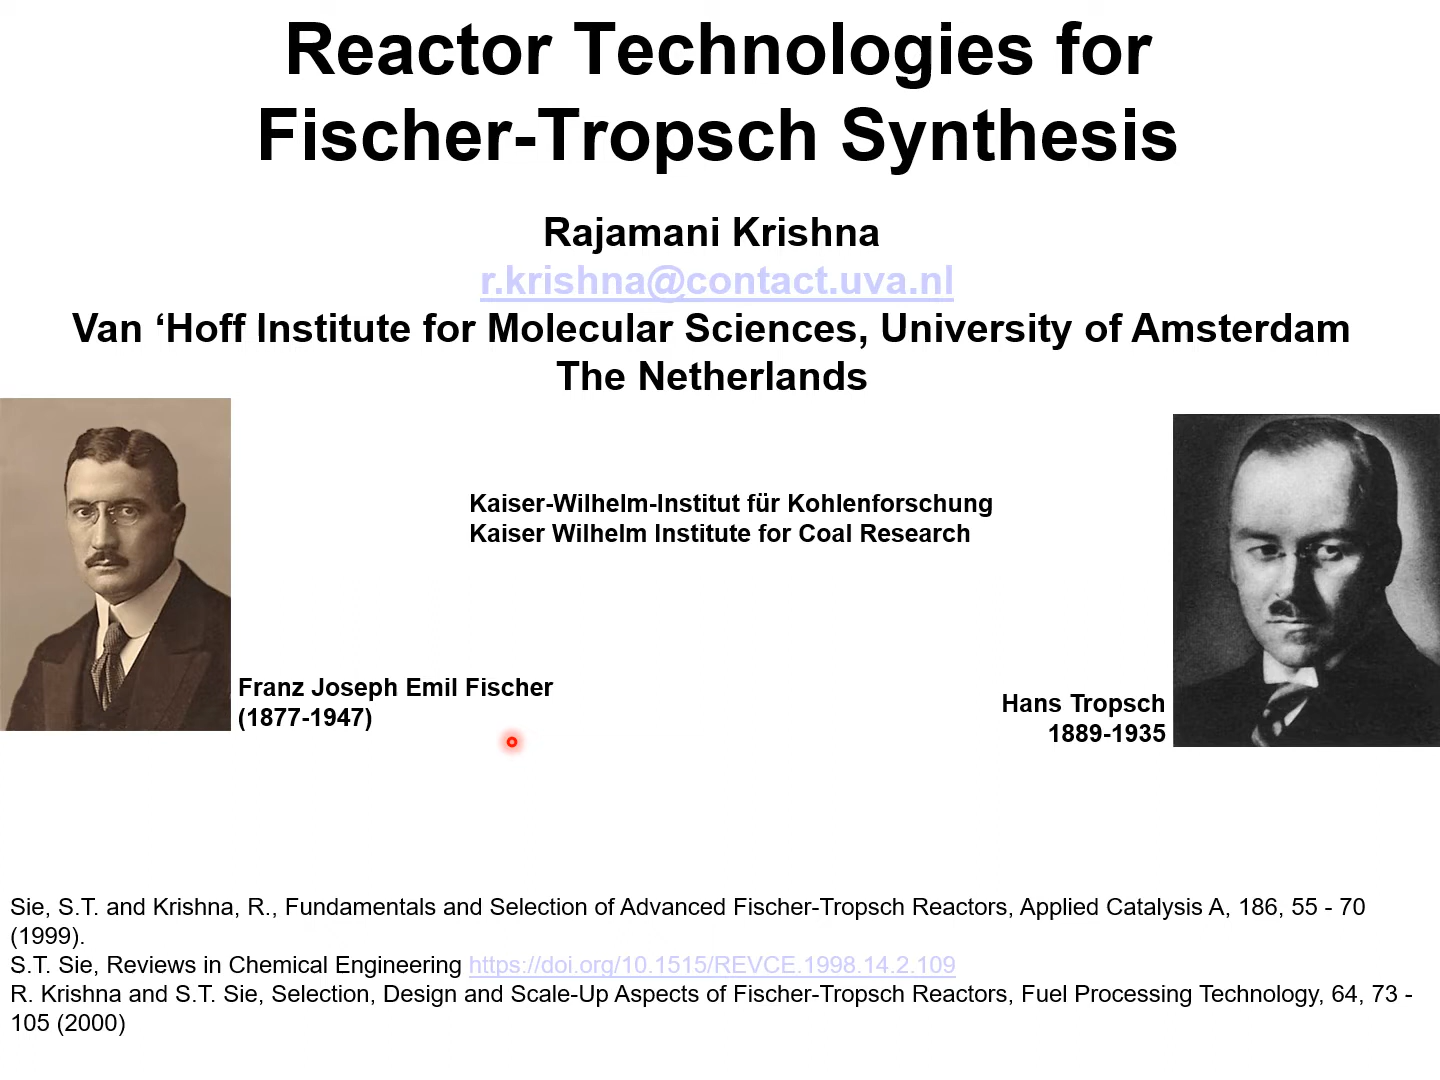 Reactor Technologies for
Fischer-Tropsch Synthesis
Rajamani Krishna
r.krishna@contact.uva.nl
Van ‘Hoff Institute for Molecular Sciences, University of Amsterdam
The Netherlands
Kaiser-Wilhelm-Institut für Kohlenforschung
Kaiser Wilhelm Institute for Coal Research
Franz Joseph Emil Fischer
(1877-1947)
Hans Tropsch
1889-1935
Sie, S.T. and Krishna, R., Fundamentals and Selection of Advanced Fischer-Tropsch Reactors, Applied Catalysis A, 186, 55 - 70
(1999).
S.T. Sie, Reviews in Chemical Engineering https://doi.org/10.1515/REVCE.1998.14.2.109
R. Krishna and S.T. Sie, Selection, Design and Scale-Up Aspects of Fischer-Tropsch Reactors, Fuel Processing Technology, 64, 73 -
105 (2000)